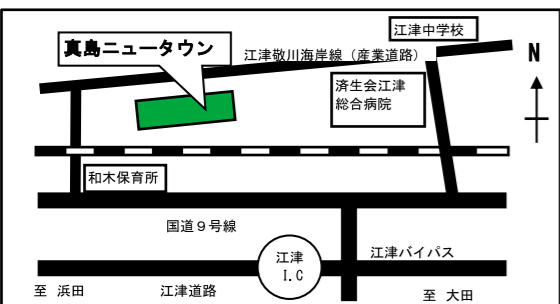 江津中学校
真島ニュータウン
江津敬川海岸線（産業道路）
N
済生会江津
総合病院
和木保育所
国道９号線
江津
I.C
江津バイパス
至 浜田
江津道路
至 大田